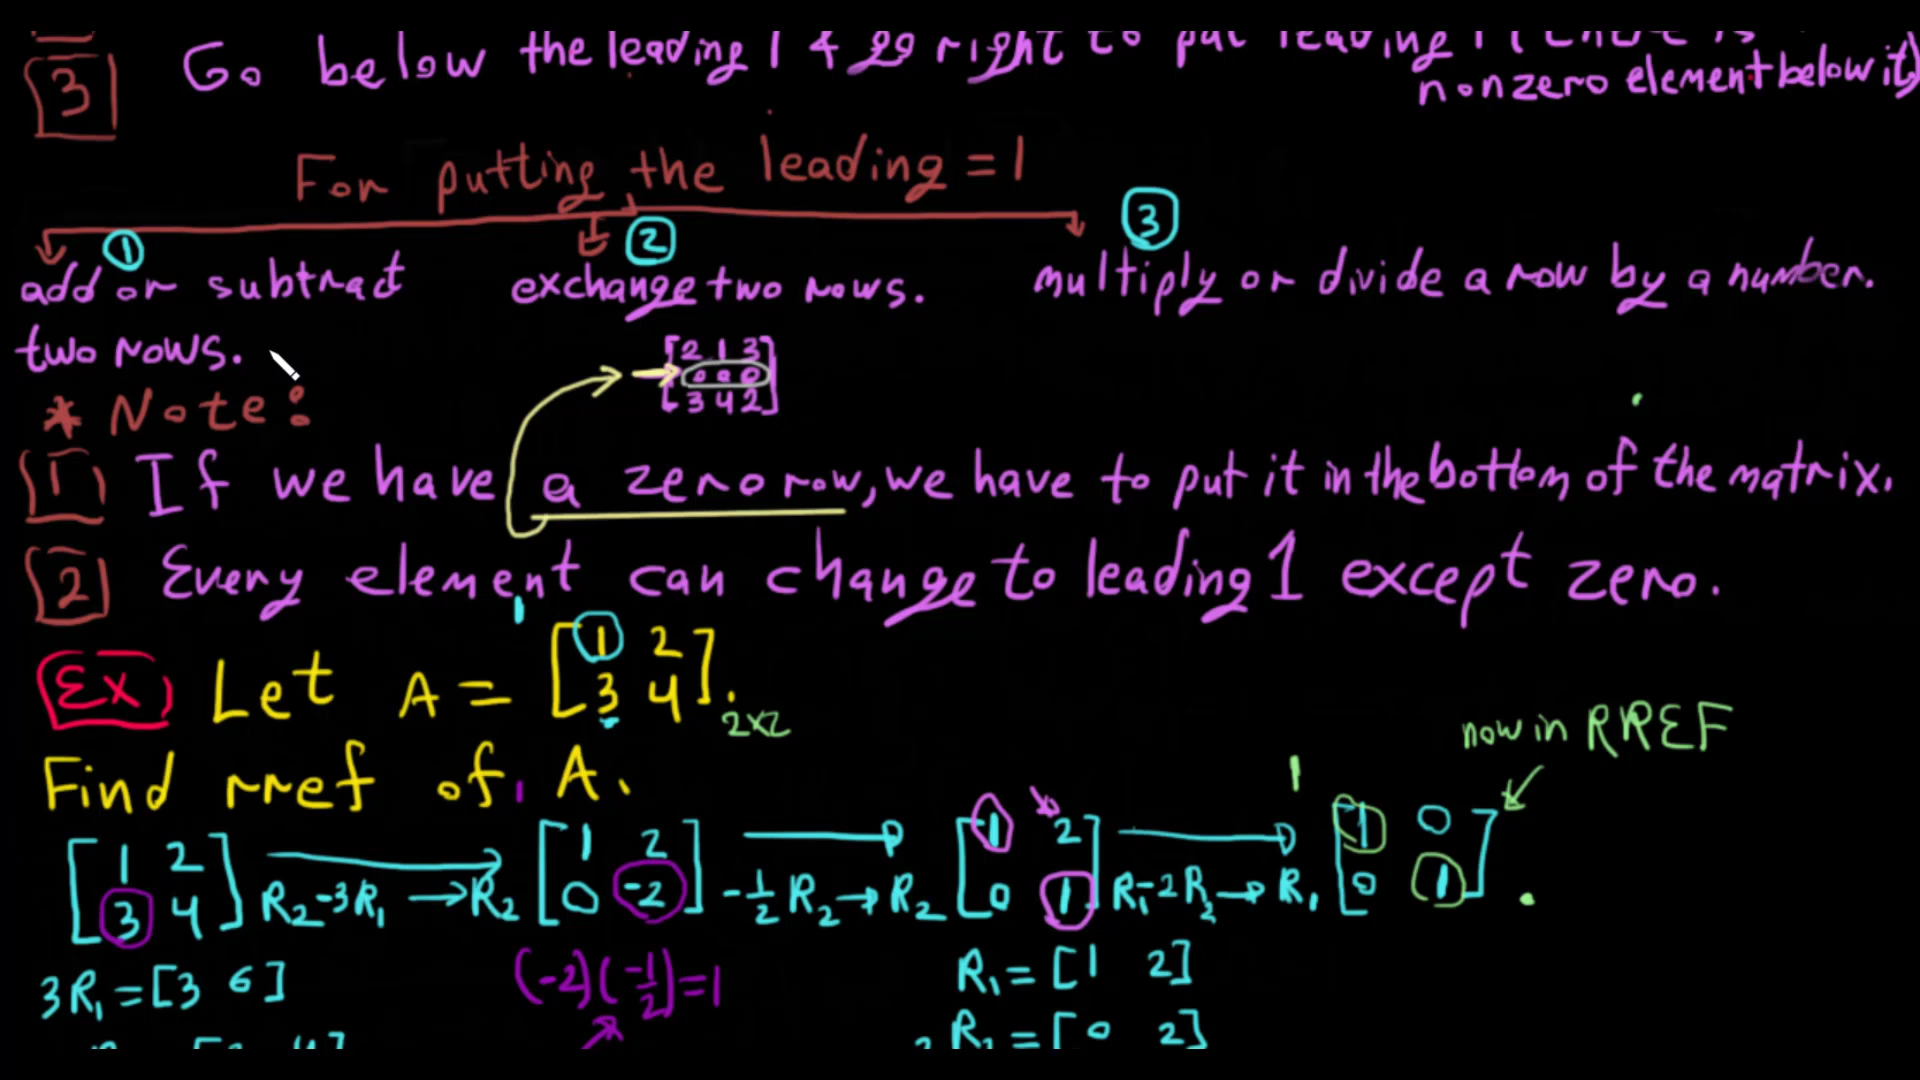 3 Go below the leading 1 & go right to put leading 1 (there is
nonzero element below it)
For putting the leading = 1
1 2 3
add or subtract exchange two rows. multiply or divide a row by a number.
two rows.
[2 1 3
0 0 0
3 4 2]
* Note:
1 If we have a zero row, we have to put it in the bottom of the matrix.
2 Every element can change to leading 1 except zero.
Ex Let A = [1 2
3 4]. 2x2
now in RREF
Find rref of A.
[1 2 [1 2 [1 2 [1 0
3 4] R₂-3R₁ → R₂ 0 -2] -1/2 R₂ → R₂ 0 1] R₁-2R₂ → R₁ 0 1].
3R₁ = [3 6] (-2)(-1/2) = 1 R₁ = [1 2]
2R₂ = [0 2]